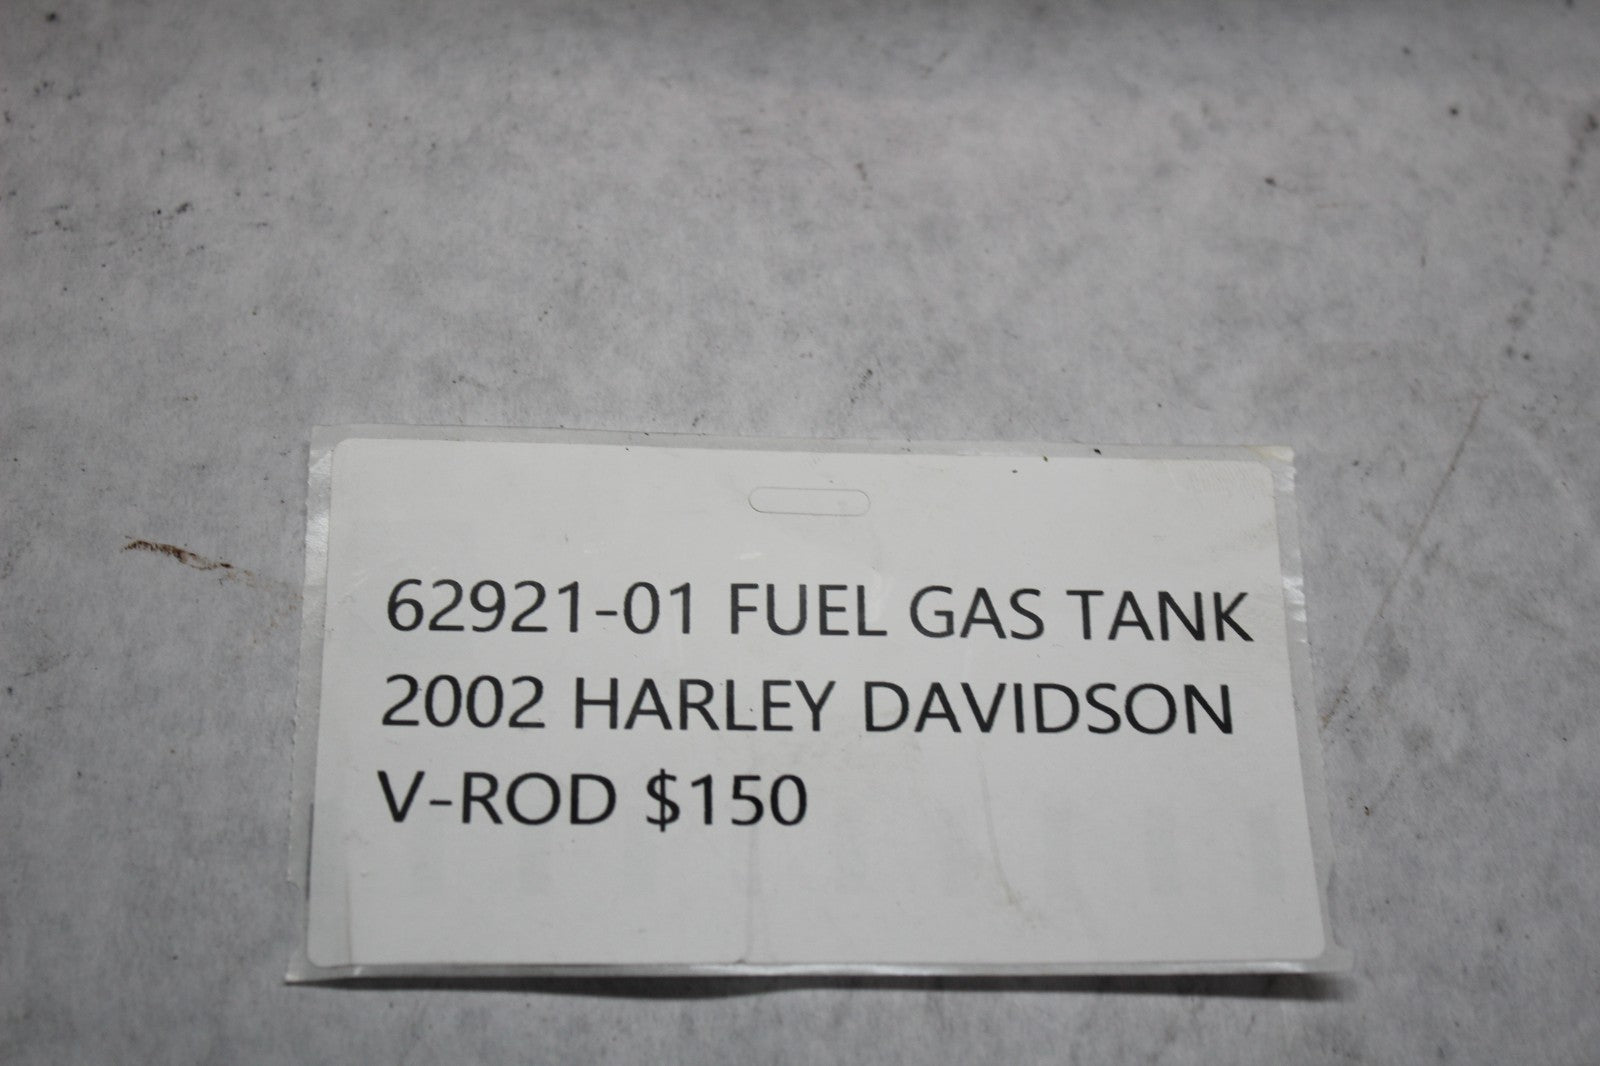 62921-01 FUEL GAS TANK
2002 HARLEY DAVIDSON
V-ROD $150